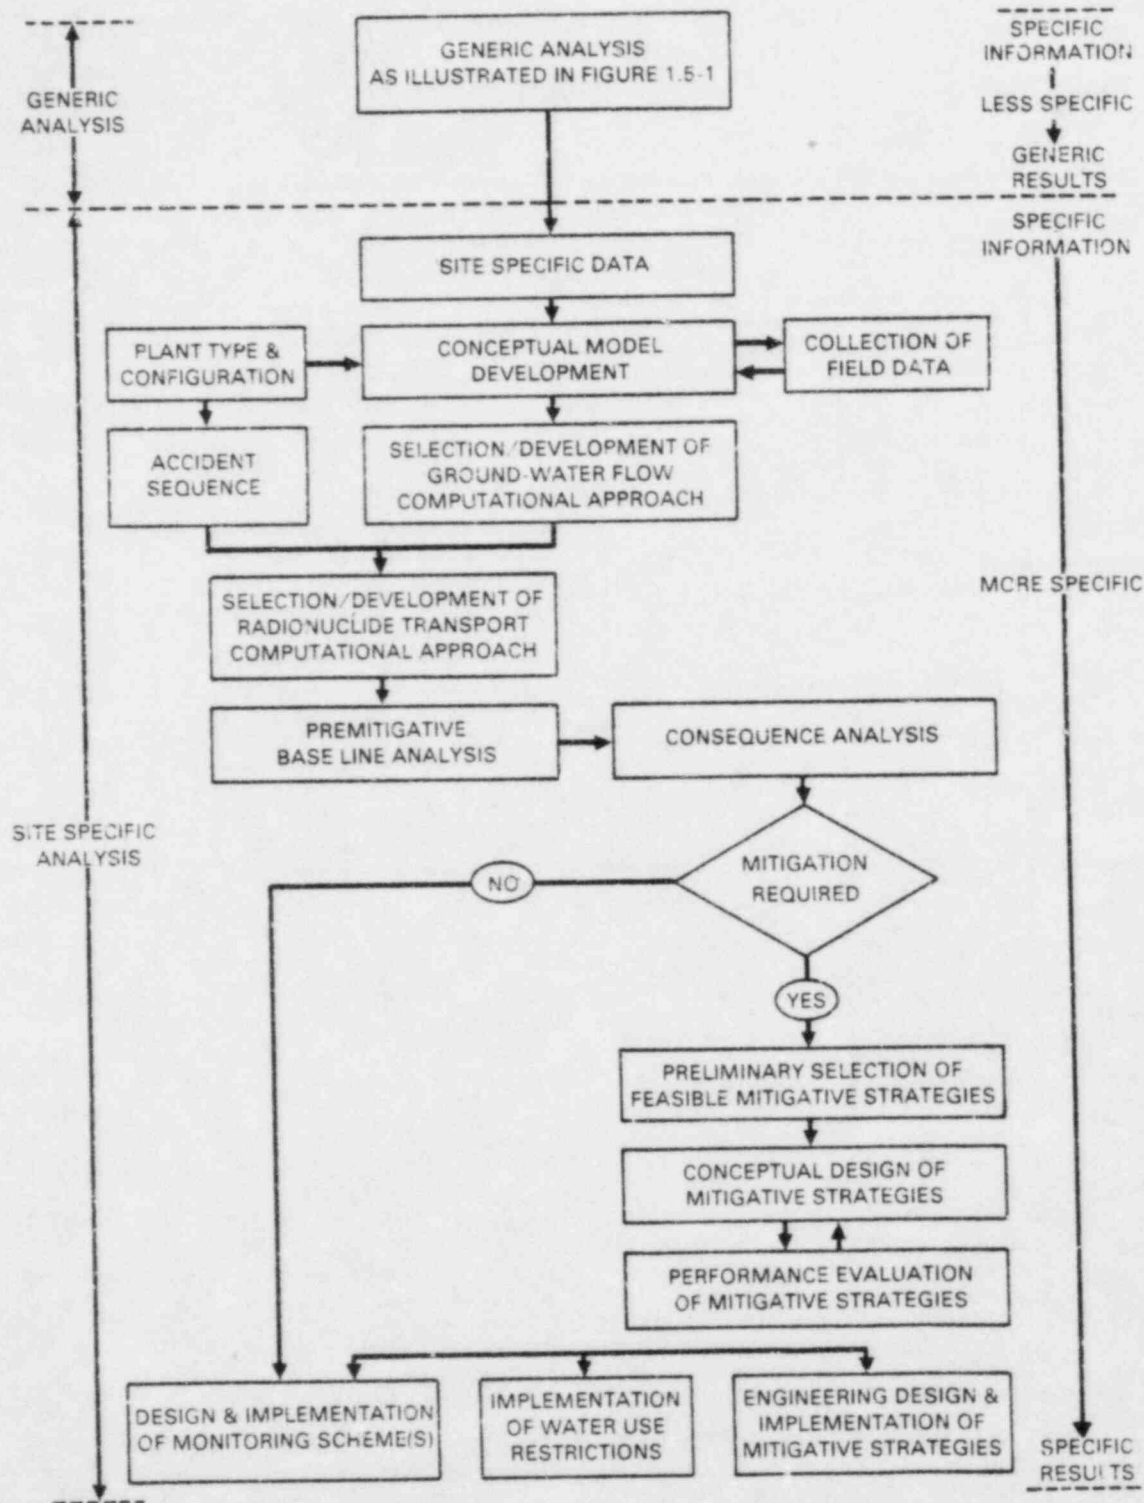 GENERIC ANALYSIS
AS ILLUSTRATED IN FIGURE 1.5-1
SPECIFIC
INFORMATION
LESS SPECIFIC
GENERIC
RESULTS
GENERIC
ANALYSIS
SPECIFIC
INFORMATION
SITE SPECIFIC DATA
PLANT TYPE &
CONFIGURATION
CONCEPTUAL MODEL
DEVELOPMENT
COLLECTION OF
FIELD DATA
ACCIDENT
SEQUENCE
SELECTION/DEVELOPMENT OF
GROUND-WATER FLOW
COMPUTATIONAL APPROACH
SELECTION/DEVELOPMENT OF
RADIONUCLIDE TRANSPORT
COMPUTATIONAL APPROACH
MORE SPECIFIC
PREMITIGATIVE
BASE LINE ANALYSIS
CONSEQUENCE ANALYSIS
SITE SPECIFIC
ANALYSIS
MITIGATION
REQUIRED
NO
YES
PRELIMINARY SELECTION OF
FEASIBLE MITIGATIVE STRATEGIES
CONCEPTUAL DESIGN OF
MITIGATIVE STRATEGIES
PERFORMANCE EVALUATION
OF MITIGATIVE STRATEGIES
DESIGN & IMPLEMENTATION
OF MONITORING SCHEME(S)
IMPLEMENTATION
OF WATER USE
RESTRICTIONS
ENGINEERING DESIGN &
IMPLEMENTATION OF
MITIGATIVE STRATEGIES
SPECIFIC
RESULTS